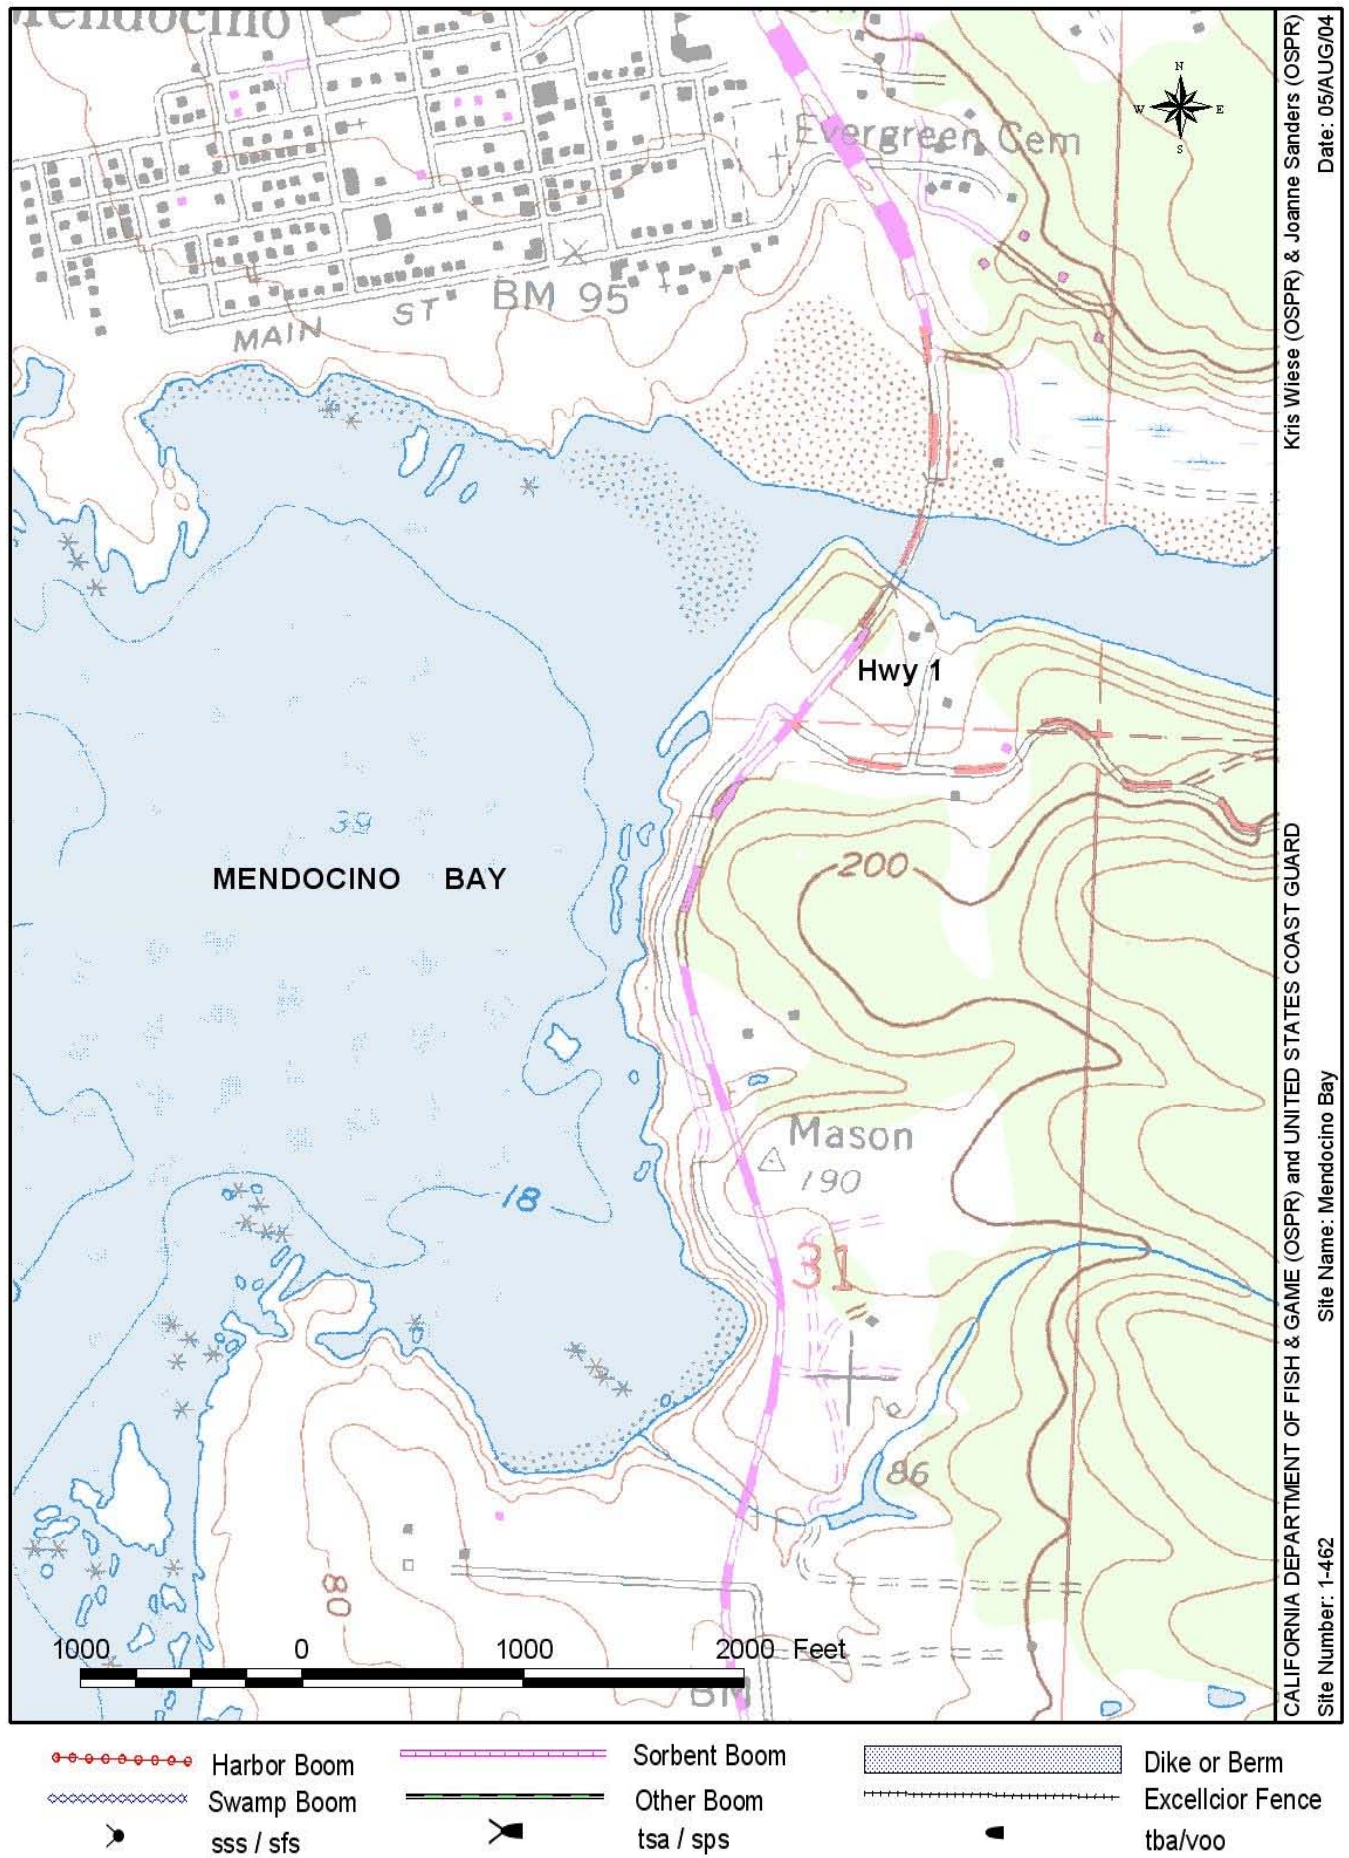 Mendocino
N
W E
S
Evergreen Cem
BM 95
MAIN ST
Hwy 1
39
MENDOCINO BAY
200
Mason
190
18
31
86
80
1000 0 1000 2000 Feet
BM
Kris Wiese (OSPR) & Joanne Sanders (OSPR)
Date: 05/AUG/04
CALIFORNIA DEPARTMENT OF FISH & GAME (OSPR) and UNITED STATES COAST GUARD
Site Number: 1-462 Site Name: Mendocino Bay
Harbor Boom
Sorbent Boom
Dike or Berm
Swamp Boom
Other Boom
Excellcior Fence
sss / sfs
tsa / sps
tba/voo